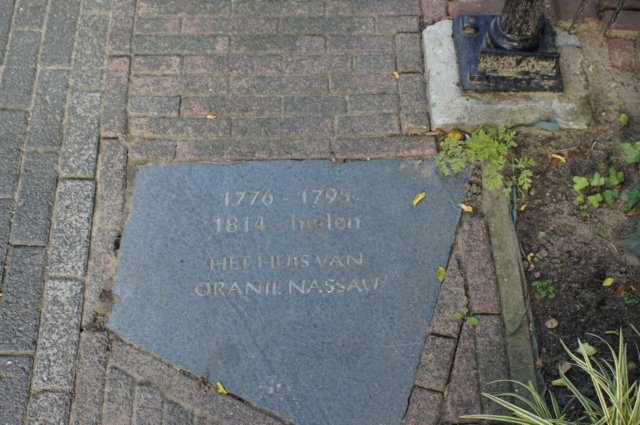 1776 - 1795
1814 - heden
HET HUIS VAN
ORANJE NASSAU